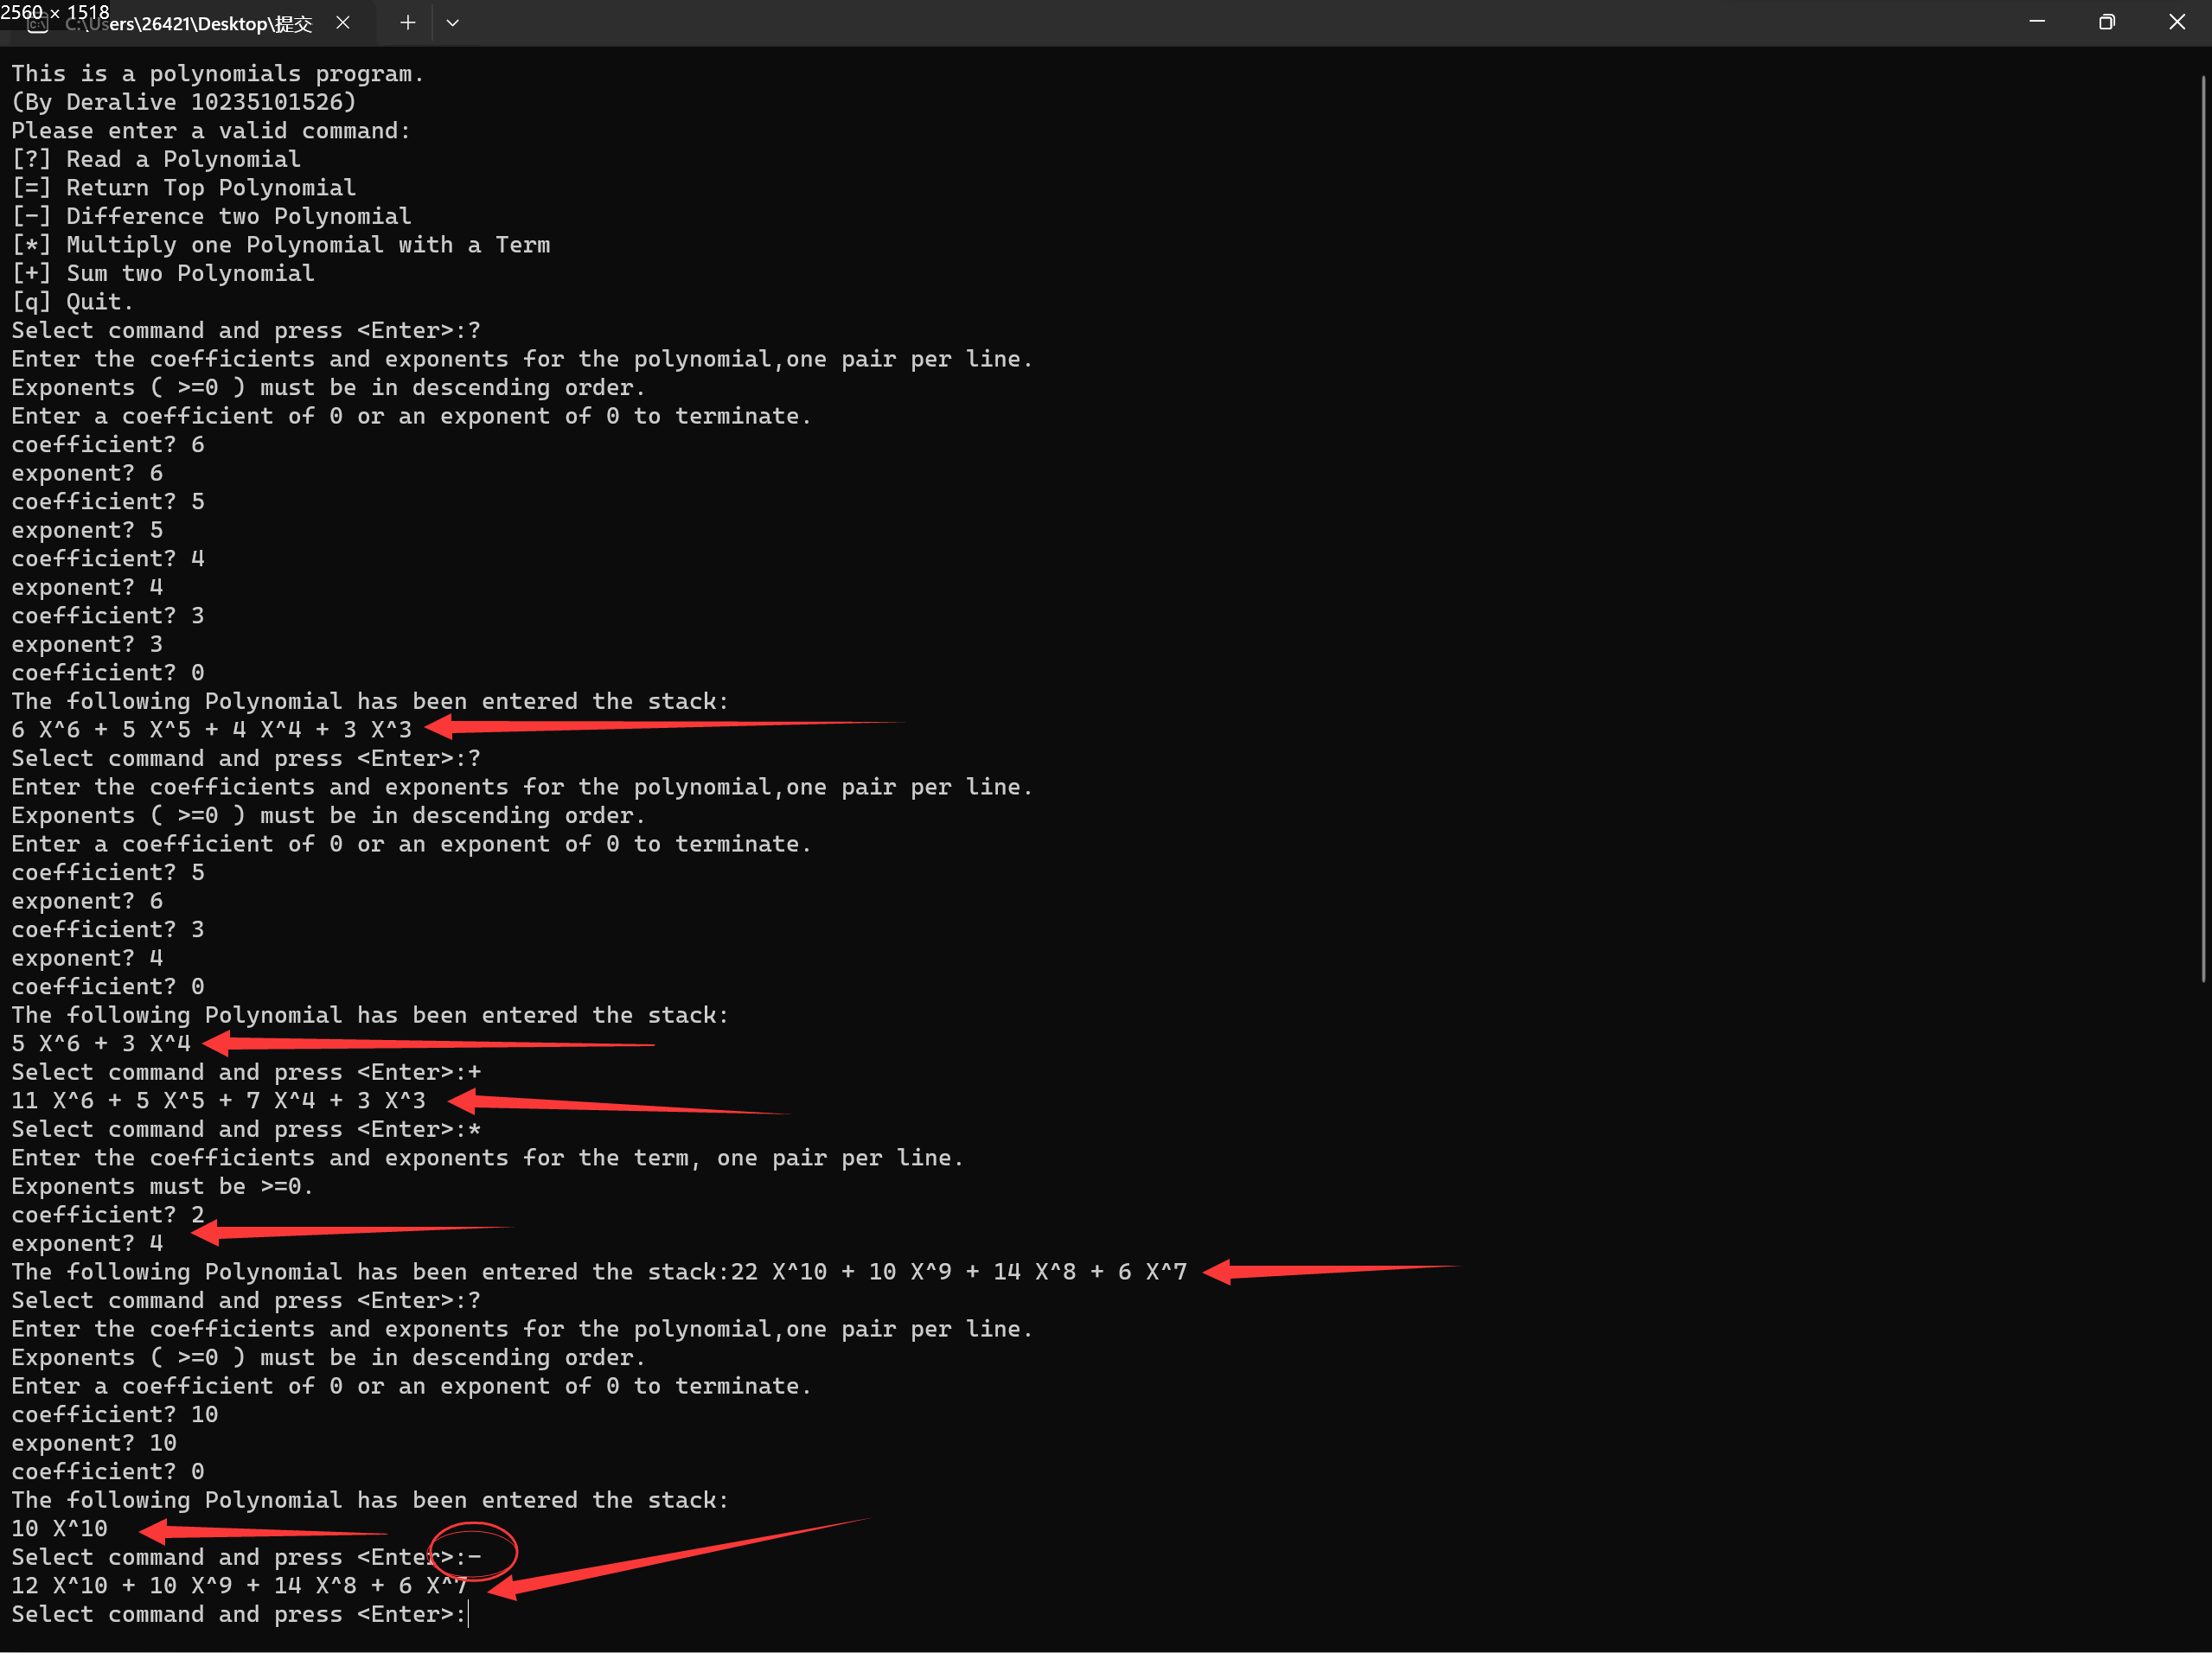 2560 × 1518
C:\Users\26421\Desktop\提交
This is a polynomials program.
(By Deralive 10235101526)
Please enter a valid command:
[?] Read a Polynomial
[=] Return Top Polynomial
[-] Difference two Polynomial
[*] Multiply one Polynomial with a Term
[+] Sum two Polynomial
[q] Quit.
Select command and press <Enter>:?
Enter the coefficients and exponents for the polynomial,one pair per line.
Exponents ( >=0 ) must be in descending order.
Enter a coefficient of 0 or an exponent of 0 to terminate.
coefficient? 6
exponent? 6
coefficient? 5
exponent? 5
coefficient? 4
exponent? 4
coefficient? 3
exponent? 3
coefficient? 0
The following Polynomial has been entered the stack:
6 X^6 + 5 X^5 + 4 X^4 + 3 X^3
Select command and press <Enter>:?
Enter the coefficients and exponents for the polynomial,one pair per line.
Exponents ( >=0 ) must be in descending order.
Enter a coefficient of 0 or an exponent of 0 to terminate.
coefficient? 5
exponent? 6
coefficient? 3
exponent? 4
coefficient? 0
The following Polynomial has been entered the stack:
5 X^6 + 3 X^4
Select command and press <Enter>:+
11 X^6 + 5 X^5 + 7 X^4 + 3 X^3
Select command and press <Enter>:*
Enter the coefficients and exponents for the term, one pair per line.
Exponents must be >=0.
coefficient? 2
exponent? 4
The following Polynomial has been entered the stack:22 X^10 + 10 X^9 + 14 X^8 + 6 X^7
Select command and press <Enter>:?
Enter the coefficients and exponents for the polynomial,one pair per line.
Exponents ( >=0 ) must be in descending order.
Enter a coefficient of 0 or an exponent of 0 to terminate.
coefficient? 10
exponent? 10
coefficient? 0
The following Polynomial has been entered the stack:
10 X^10
Select command and press <Enter>:-
12 X^10 + 10 X^9 + 14 X^8 + 6 X^7
Select command and press <Enter>: